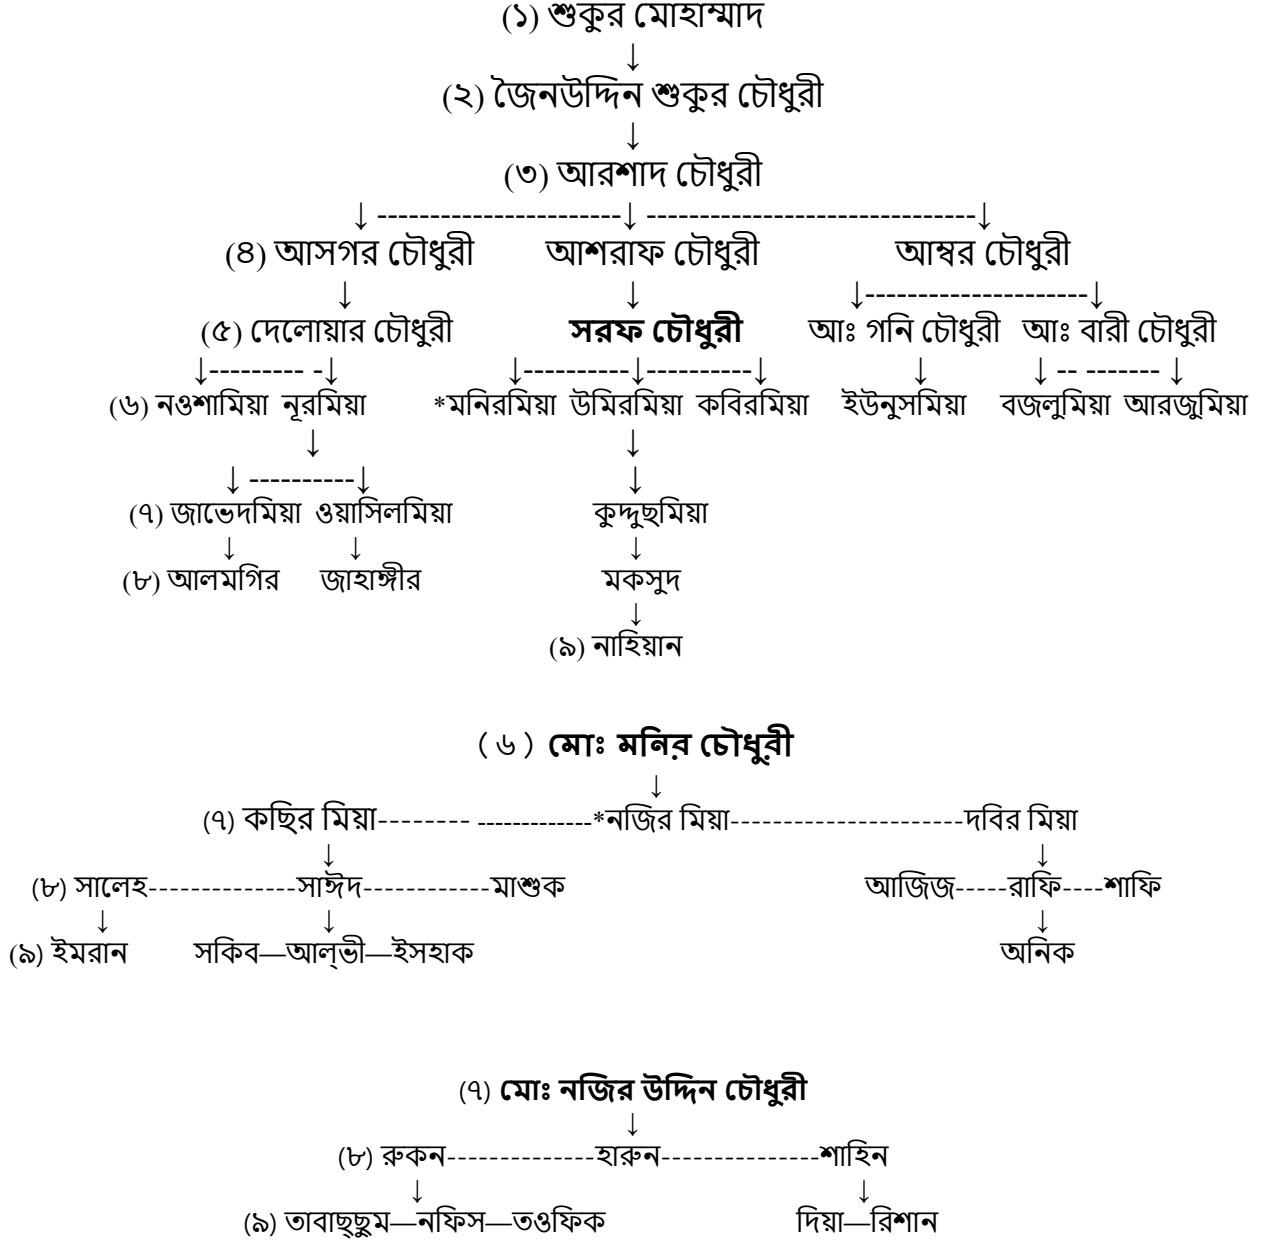 (১) শুকুর মোহাম্মাদ
↓
(২) জৈনউদ্দিন শুকুর চৌধুরী
↓
(৩) আরশাদ চৌধুরী
↓ -----------------------↓ -------------------------------↓
(৪) আসগর চৌধুরী আশরাফ চৌধুরী আম্বর চৌধুরী
↓ ↓ ↓---------------------↓
(৫) দেলোয়ার চৌধুরী সরফ চৌধুরী আঃ গনি চৌধুরী আঃ বারী চৌধুরী
↓--------- -↓ ↓----------↓----------↓ ↓ ↓ -- ------- ↓
(৬) নওশামিয়া নূরমিয়া *মনিরমিয়া উমিরমিয়া কবিরমিয়া ইউনুসমিয়া বজলুমিয়া আরজুমিয়া
↓ ↓
↓ ----------↓ ↓
(৭) জাভেদমিয়া ওয়াসিলমিয়া কুদ্দুছমিয়া
↓ ↓ ↓
(৮) আলমগির জাহাঙ্গীর মকসুদ
↓
(৯) নাহিয়ান
( ৬ ) মোঃ মনির চৌধুরী
↓
(৭) কছির মিয়া-------- -------------*নজির মিয়া----------------------দবির মিয়া
↓ ↓
(৮) সালেহ--------------সাঈদ------------মাশুক আজিজ-----রাফি----শাফি
↓ ↓ ↓
(৯) ইমরান সকিব—আল্ভী—ইসহাক অনিক
(৭) মোঃ নজির উদ্দিন চৌধুরী
↓
(৮) রুকন--------------হারুন---------------শাহিন
↓ ↓
(৯) তাবাছ্ছুম—নফিস—তওফিক দিয়া—রিশান